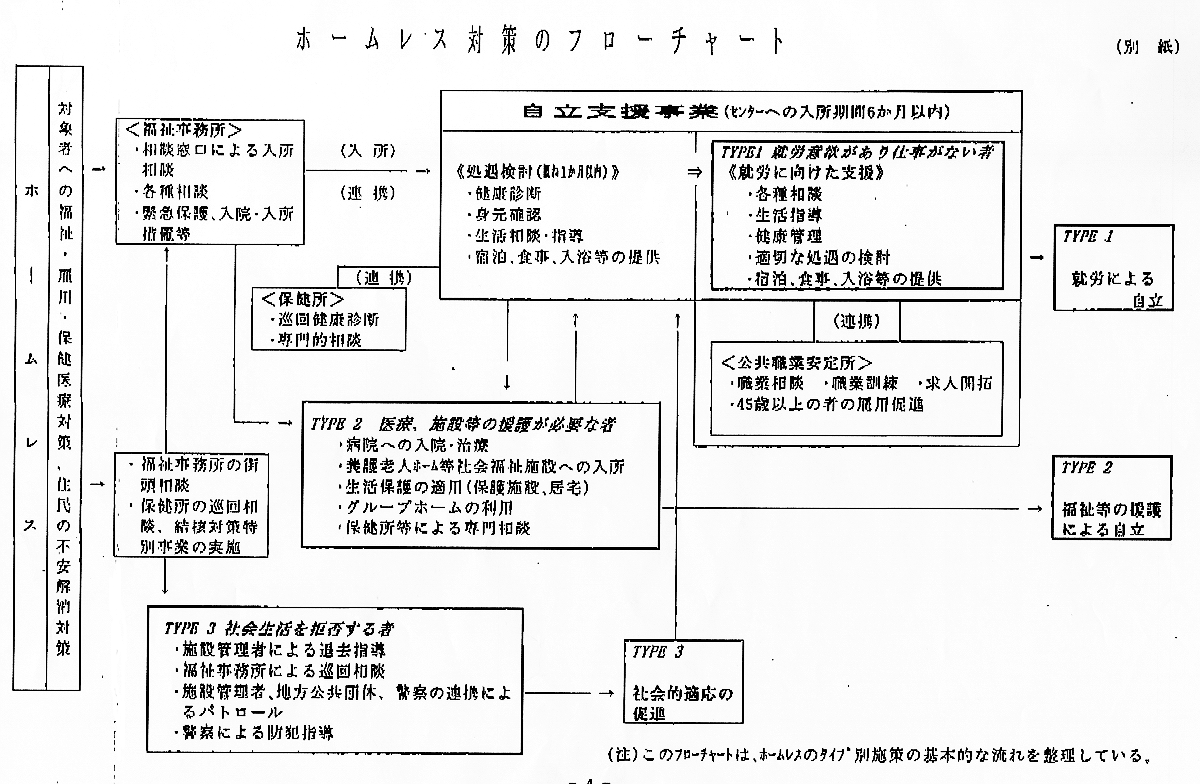 ホームレス対策のフローチャート
(別 紙)
ホームレス
対象者への福祉・雇用・保健医療対策、住民の不安解消対策
＜福祉事務所＞
・相談窓口による入所
相談
・各種相談
・緊急保護、入院・入所
措置等
(入 所)
(連 携)
自立支援事業(センターへの入所期間6か月以内)
《処遇検討(概ね1か月以内)》
・健康診断
・身元確認
・生活相談・指導
・宿泊、食事、入浴等の提供
⇒
TYPE1 就労意欲があり仕事がない者
《就労に向けた支援》
・各種相談
・生活指導
・健康管理
・適切な処遇の検討
・宿泊、食事、入浴等の提供
TYPE 1
就労による
自立
(連 携)
＜保健所＞
・巡回健康診断
・専門的相談
(連携)
＜公共職業安定所＞
・職業相談 ・職業訓練 ・求人開拓
・45歳以上の者の雇用促進
TYPE 2 医療、施設等の援護が必要な者
・病院への入院・治療
・養護老人ホーム等社会福祉施設への入所
・生活保護の適用(保護施設、居宅)
・グループホームの利用
・保健所等による専門相談
・福祉事務所の街
頭相談
・保健所の巡回相
談、結核対策特
別事業の実施
TYPE 2
福祉等の援護
による自立
TYPE 3 社会生活を拒否する者
・施設管理者による退去指導
・福祉事務所による巡回相談
・施設管理者、地方公共団体、警察の連携によ
るパトロール
・警察による防犯指導
TYPE 3
社会的適応の
促進
(注)このフローチャートは、ホームレスのタイプ別施策の基本的な流れを整理している。
- 4 -